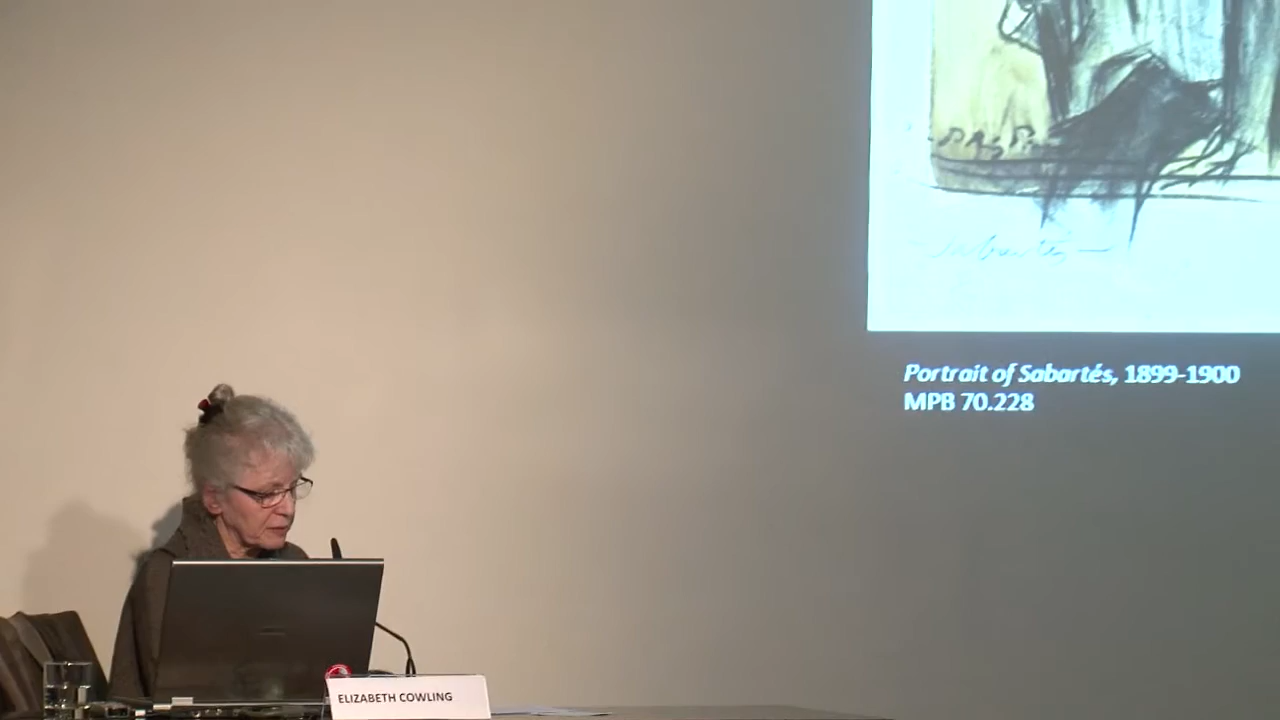 Portrait of Sabartés, 1899-1900
MPB 70.228
ELIZABETH COWLING